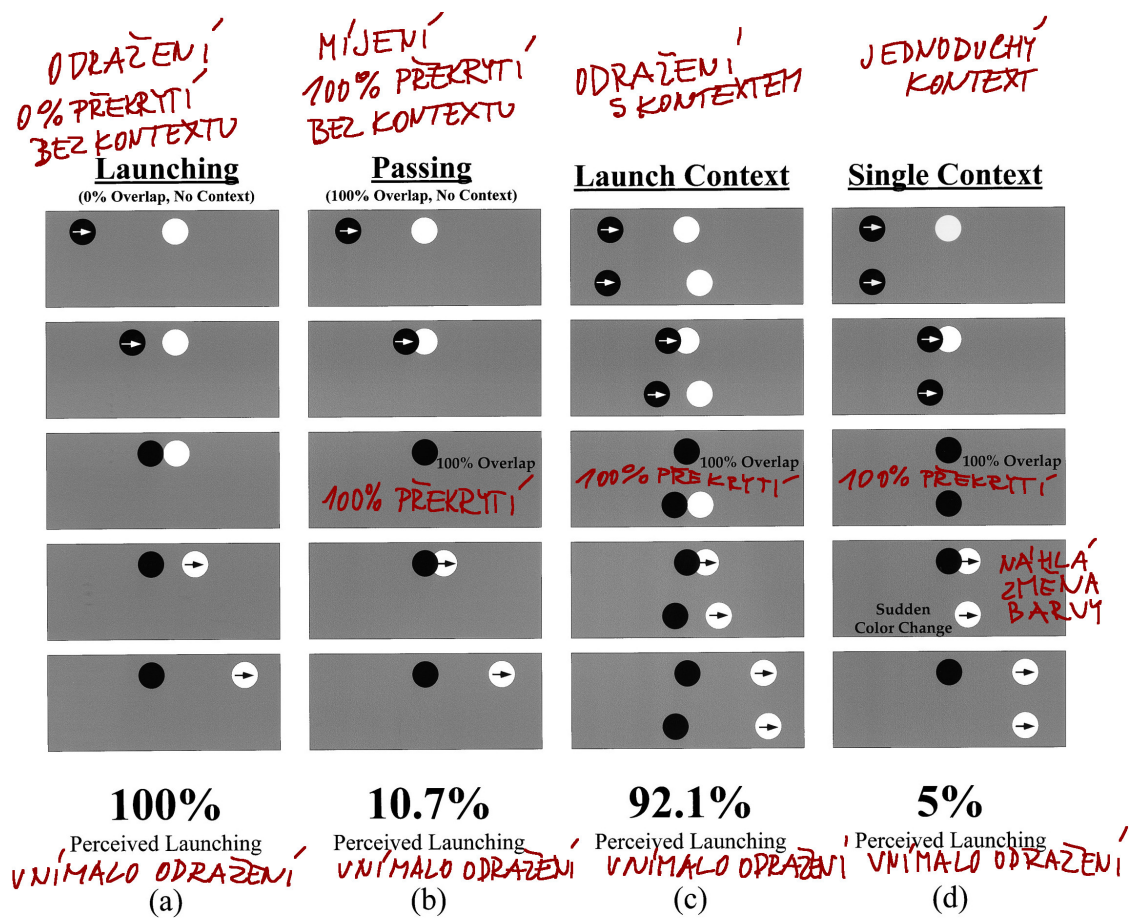 ODRAŽENÍ
0% PŘEKRYTÍ
BEZ KONTEXTU
Launching
(0% Overlap, No Context)
100%
Perceived Launching
VNÍMALO ODRAŽENÍ
(a)
MÍJENÍ
100% PŘEKRYTÍ
BEZ KONTEXTU
Passing
(100% Overlap, No Context)
100% Overlap
100% PŘEKRYTÍ
10.7%
Perceived Launching
VNÍMALO ODRAŽENÍ
(b)
ODRAŽENÍ
S KONTEXTEM
Launch Context
100% Overlap
100% PŘEKRYTÍ
92.1%
Perceived Launching
VNÍMALO ODRAŽENÍ
(c)
JEDNODUCHÝ
KONTEXT
Single Context
100% Overlap
100% PŘEKRYTÍ
NÁHLÁ
ZMĚNA
BARVY
Sudden
Color Change
5%
Perceived Launching
VNÍMALO ODRAŽENÍ
(d)